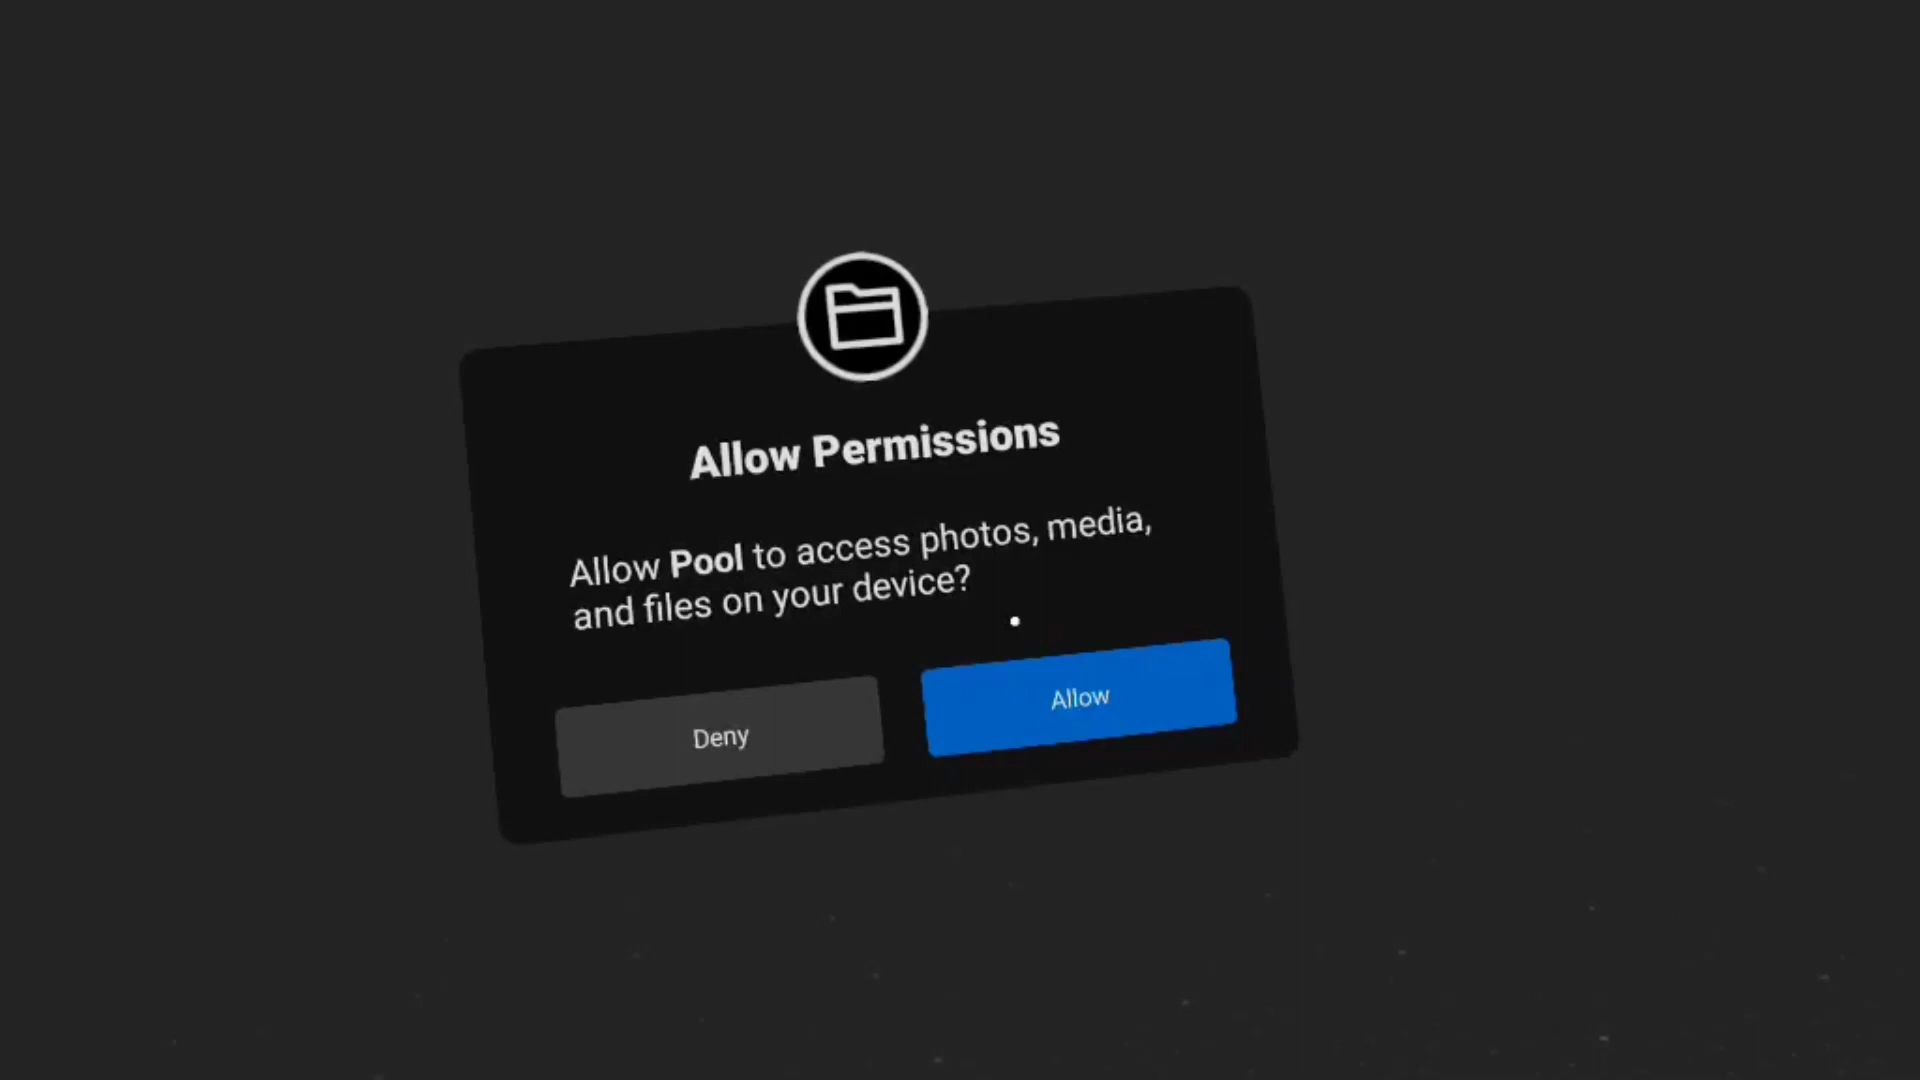 Allow Permissions
Allow Pool to access photos, media,
and files on your device?
Deny
Allow